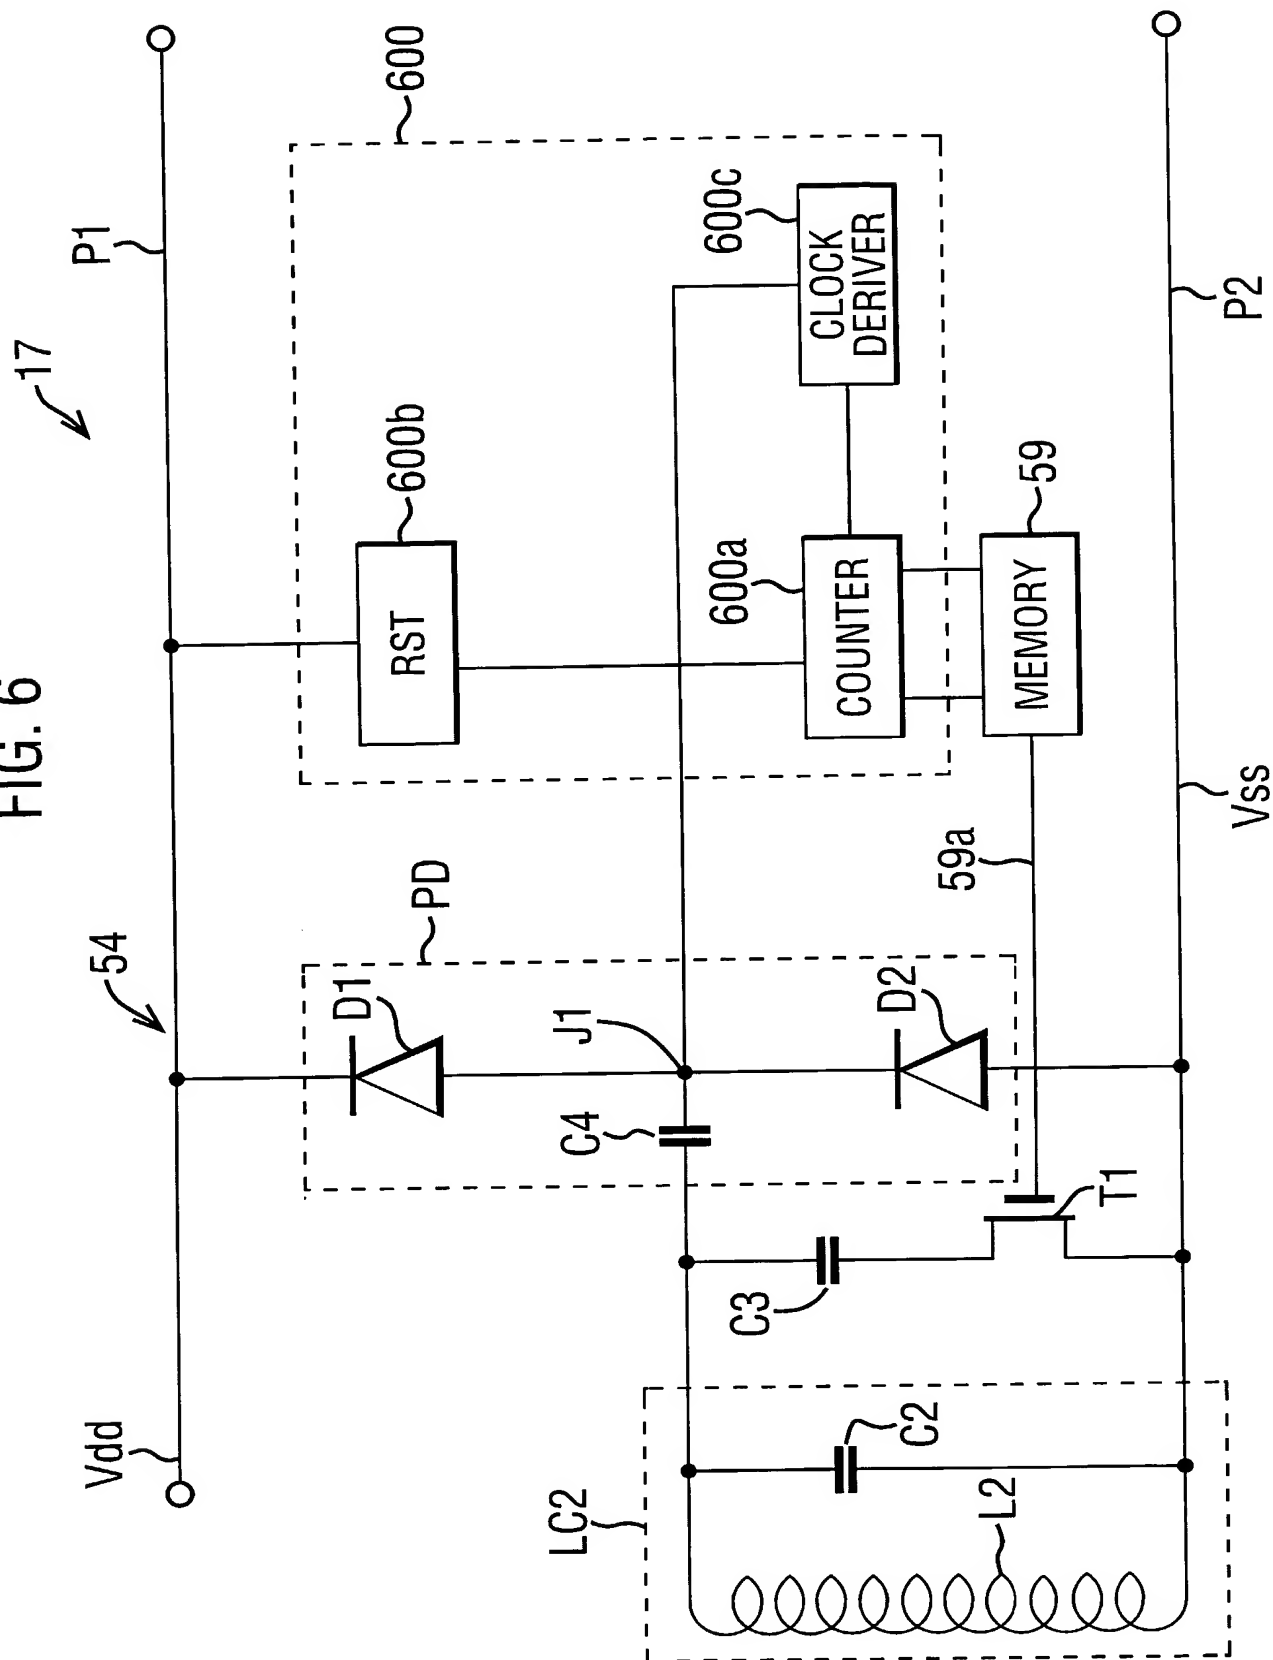 FIG. 6
17
54
Vdd
P1
600
PD
D1
600b
RST
J1
C4
600c
CLOCK
DERIVER
600a
COUNTER
D2
59
MEMORY
59a
C3
T1
LC2
C2
L2
Vss
P2